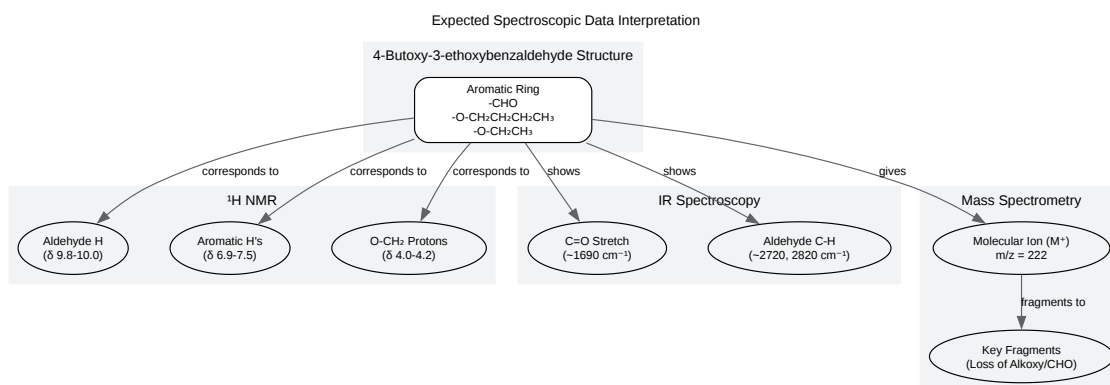 Expected Spectroscopic Data Interpretation
4-Butoxy-3-ethoxybenzaldehyde Structure
Aromatic Ring
-CHO
-O-CH₂CH₂CH₂CH₃
-O-CH₂CH₃
corresponds to
corresponds to
corresponds to
shows
shows
gives
¹H NMR
IR Spectroscopy
Mass Spectrometry
Aldehyde H
(δ 9.8-10.0)
Aromatic H's
(δ 6.9-7.5)
O-CH₂ Protons
(δ 4.0-4.2)
C=O Stretch
(~1690 cm⁻¹)
Aldehyde C-H
(~2720, 2820 cm⁻¹)
Molecular Ion (M⁺)
m/z = 222
fragments to
Key Fragments
(Loss of Alkoxy/CHO)